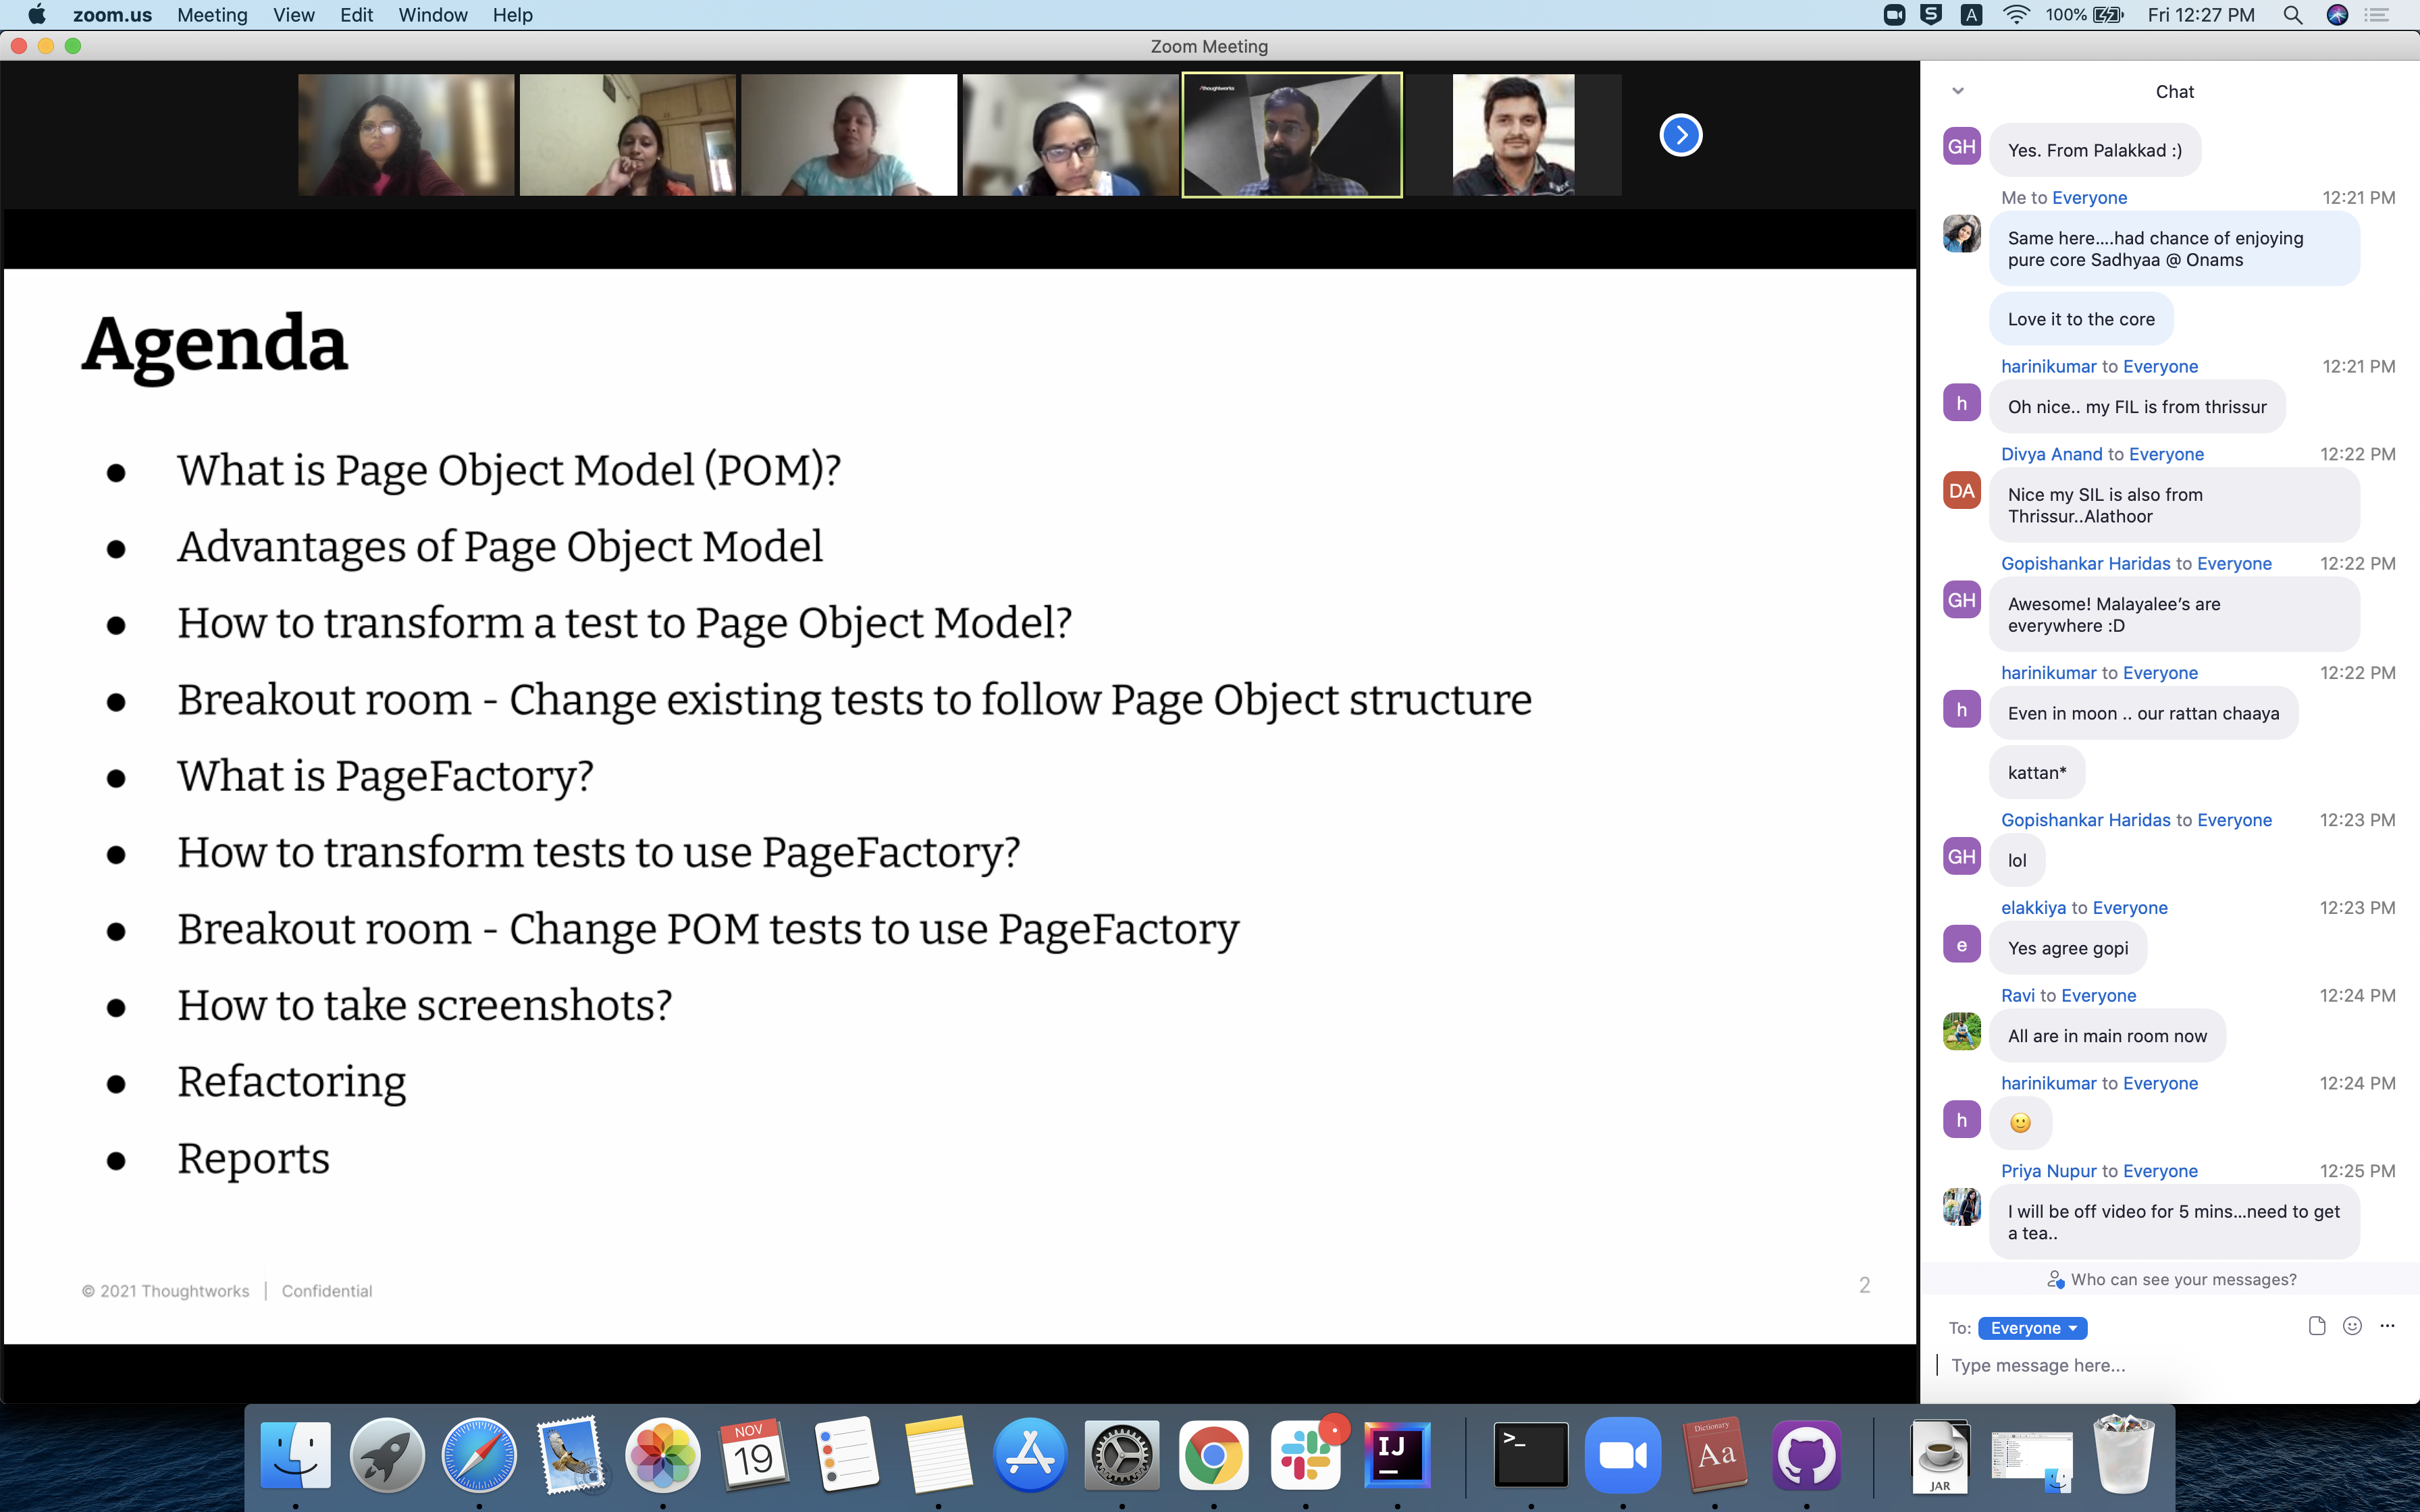 zoom.us Meeting View Edit Window Help
100% Fri 12:27 PM
Zoom Meeting
/thoughtworks
Agenda
● What is Page Object Model (POM)?
● Advantages of Page Object Model
● How to transform a test to Page Object Model?
● Breakout room - Change existing tests to follow Page Object structure
● What is PageFactory?
● How to transform tests to use PageFactory?
● Breakout room - Change POM tests to use PageFactory
● How to take screenshots?
● Refactoring
● Reports
© 2021 Thoughtworks | Confidential
2
Chat
GH
Yes. From Palakkad :)
Me to Everyone 12:21 PM
Same here....had chance of enjoying
pure core Sadhyaa @ Onams
Love it to the core
harinikumar to Everyone 12:21 PM
h
Oh nice.. my FIL is from thrissur
Divya Anand to Everyone 12:22 PM
DA
Nice my SIL is also from
Thrissur..Alathoor
Gopishankar Haridas to Everyone 12:22 PM
GH
Awesome! Malayalee’s are
everywhere :D
harinikumar to Everyone 12:22 PM
h
Even in moon .. our rattan chaaya
kattan*
Gopishankar Haridas to Everyone 12:23 PM
GH
lol
elakkiya to Everyone 12:23 PM
e
Yes agree gopi
Ravi to Everyone 12:24 PM
All are in main room now
harinikumar to Everyone 12:24 PM
h
🙂
Priya Nupur to Everyone 12:25 PM
I will be off video for 5 mins...need to get
a tea..
Who can see your messages?
To: Everyone
Type message here...
NOV
19
IJ
>_
Dictionary
Aa
JAR